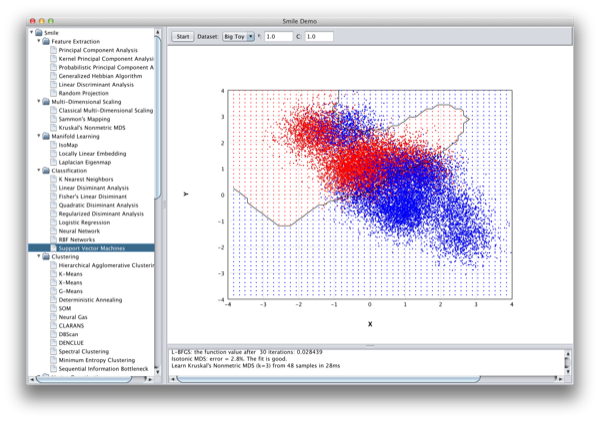 Smile Demo
Start Dataset: Big Toy 1.0 C: 1.0
Smile
Feature Extraction
Principal Component Analysis
Kernel Principal Component Analysi
Probabilistic Principal Component A
Generalized Hebbian Algorithm
Linear Discriminant Analysis
Random Projection
Multi-Dimensional Scaling
Classical Multi-Dimensional Scaling
Sammon's Mapping
Kruskal's Nonmetric MDS
Manifold Learning
IsoMap
Locally Linear Embedding
Laplacian Eigenmap
Classification
K Nearest Neighbors
Linear Disiminant Analysis
Fisher's Linear Disiminant
Quadratic Disiminant Analysis
Regularized Disiminant Analysis
Logistic Regression
Neural Network
RBF Networks
Support Vector Machines
Clustering
Hierarchical Agglomerative Clusterin
K-Means
X-Means
G-Means
Deterministic Annealing
SOM
Neural Gas
CLARANS
DBScan
DENCLUE
Spectral Clustering
Minimum Entropy Clustering
Sequential Information Bottleneck
4
3
2
1
0
-1
-2
-3
-4
Y
-4 -3 -2 -1 0 1 2 3 4
X
L-BFGS: the function value after 30 iterations: 0.028439
Isotonic MDS: error = 2.8%. The fit is good.
Learn Kruskal's Nonmetric MDS (k=3) from 48 samples in 28ms